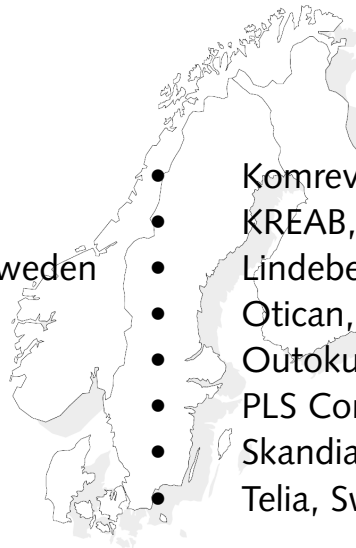 • Komrev
• KREAB,
weden • Lindebe
• Otican,
• Outoku
• PLS Cor
• Skandia
• Telia, Sw